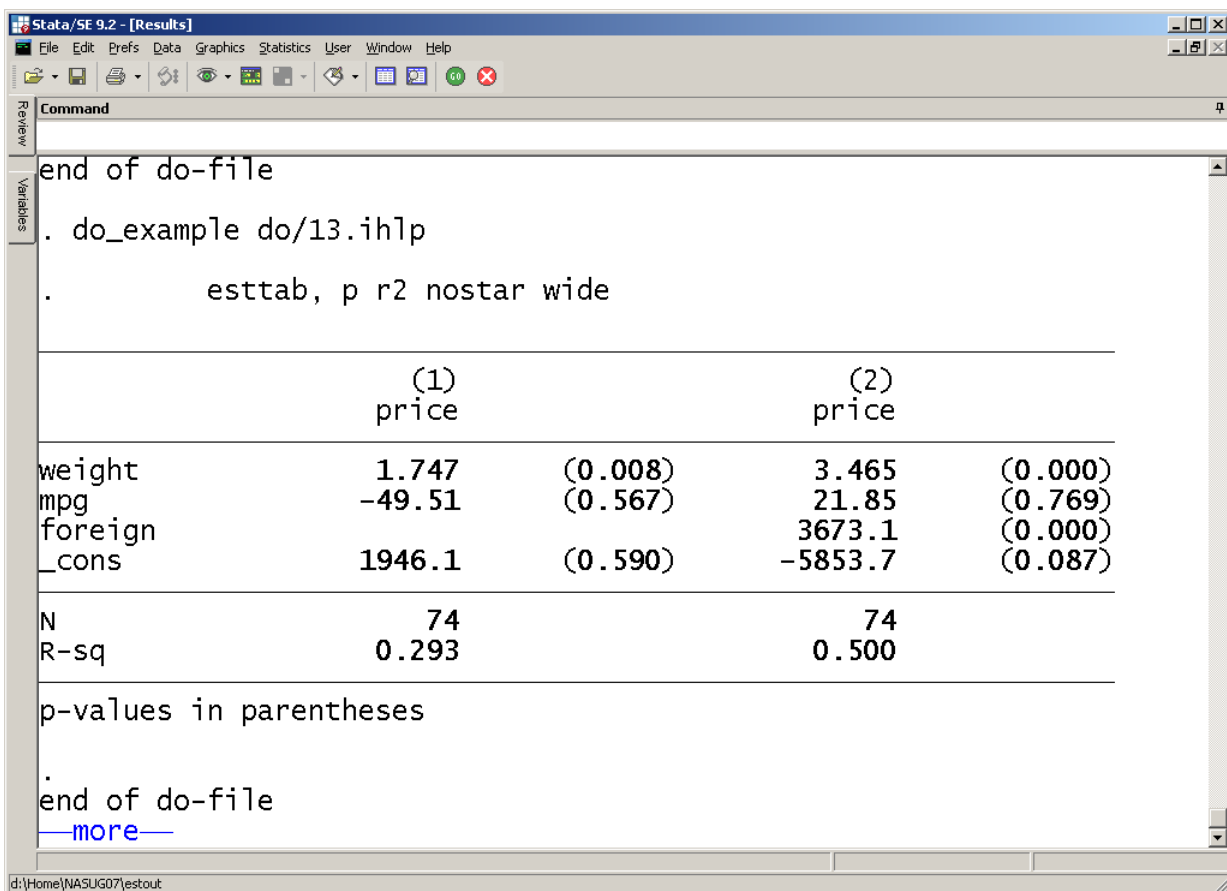 Stata/SE 9.2 - [Results]
File Edit Prefs Data Graphics Statistics User Window Help
GO
Review
Variables
Command
end of do-file
. do_example do/13.ihlp
. esttab, p r2 nostar wide
(1) (2)
price price
weight 1.747 (0.008) 3.465 (0.000)
mpg -49.51 (0.567) 21.85 (0.769)
foreign 3673.1 (0.000)
_cons 1946.1 (0.590) -5853.7 (0.087)
N 74 74
R-sq 0.293 0.500
p-values in parentheses
.
end of do-file
—more—
d:\Home\NASUG07\estout